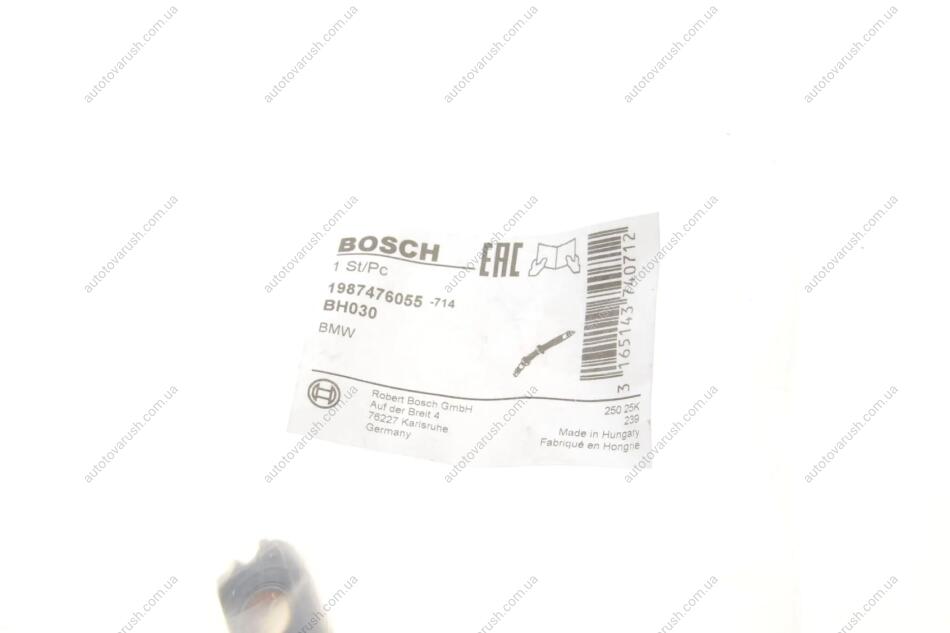 BOSCH
EAC
1 St/Pc
1987476055 -714
BH030
BMW
3 165143 740712
Robert Bosch GmbH
Auf der Breit 4
76227 Karlsruhe
Germany
250 25K
239
Made in Hungary
Fabriqué en Hongrie
autotovarush.com.ua